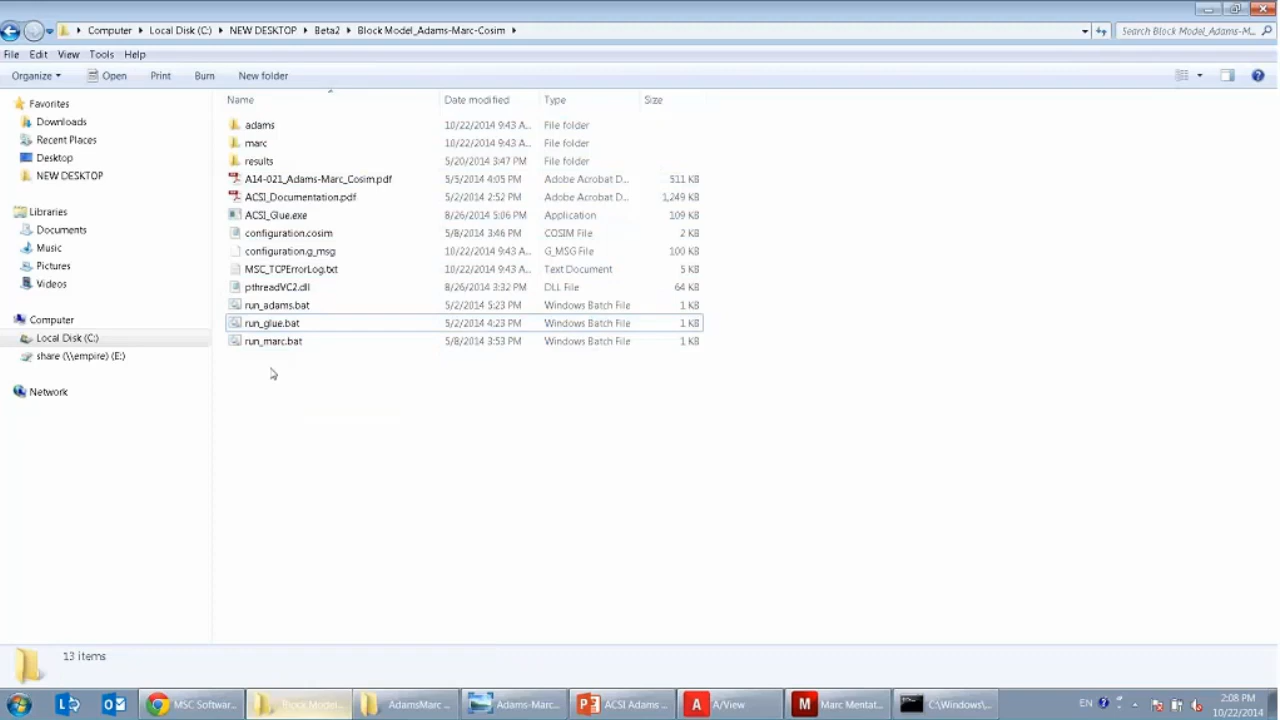 Computer Local Disk (C:) NEW DESKTOP Beta2 Block Model_Adams-Marc-Cosim
Search Block Model_Adams-M...
File Edit View Tools Help
Organize Open Print Burn New folder
Name Date modified Type Size
Favorites
Downloads
Recent Places
Desktop
NEW DESKTOP
Libraries
Documents
Music
Pictures
Videos
Computer
Local Disk (C:)
share (\\empire) (E:)
Network
adams 10/22/2014 9:43 A... File folder
marc 10/22/2014 9:43 A... File folder
results 5/20/2014 3:47 PM File folder
A14-021_Adams-Marc_Cosim.pdf 5/5/2014 4:05 PM Adobe Acrobat D... 511 KB
ACSI_Documentation.pdf 5/2/2014 2:52 PM Adobe Acrobat D... 1,249 KB
ACSI_Glue.exe 8/26/2014 5:06 PM Application 109 KB
configuration.cosim 5/8/2014 3:46 PM COSIM File 2 KB
configuration.g_msg 10/22/2014 9:43 A... G_MSG File 100 KB
MSC_TCPErrorLog.txt 10/22/2014 9:43 A... Text Document 5 KB
pthreadVC2.dll 8/26/2014 3:32 PM DLL File 64 KB
run_adams.bat 5/2/2014 5:23 PM Windows Batch File 1 KB
run_glue.bat 5/2/2014 4:23 PM Windows Batch File 1 KB
run_marc.bat 5/8/2014 3:53 PM Windows Batch File 1 KB
13 items
MSC Softwar... Block Model... AdamsMarc ... Adams-Marc... ACSI Adams ... A/View Marc Mentat... C:\Windows\...
EN
2:08 PM
10/22/2014